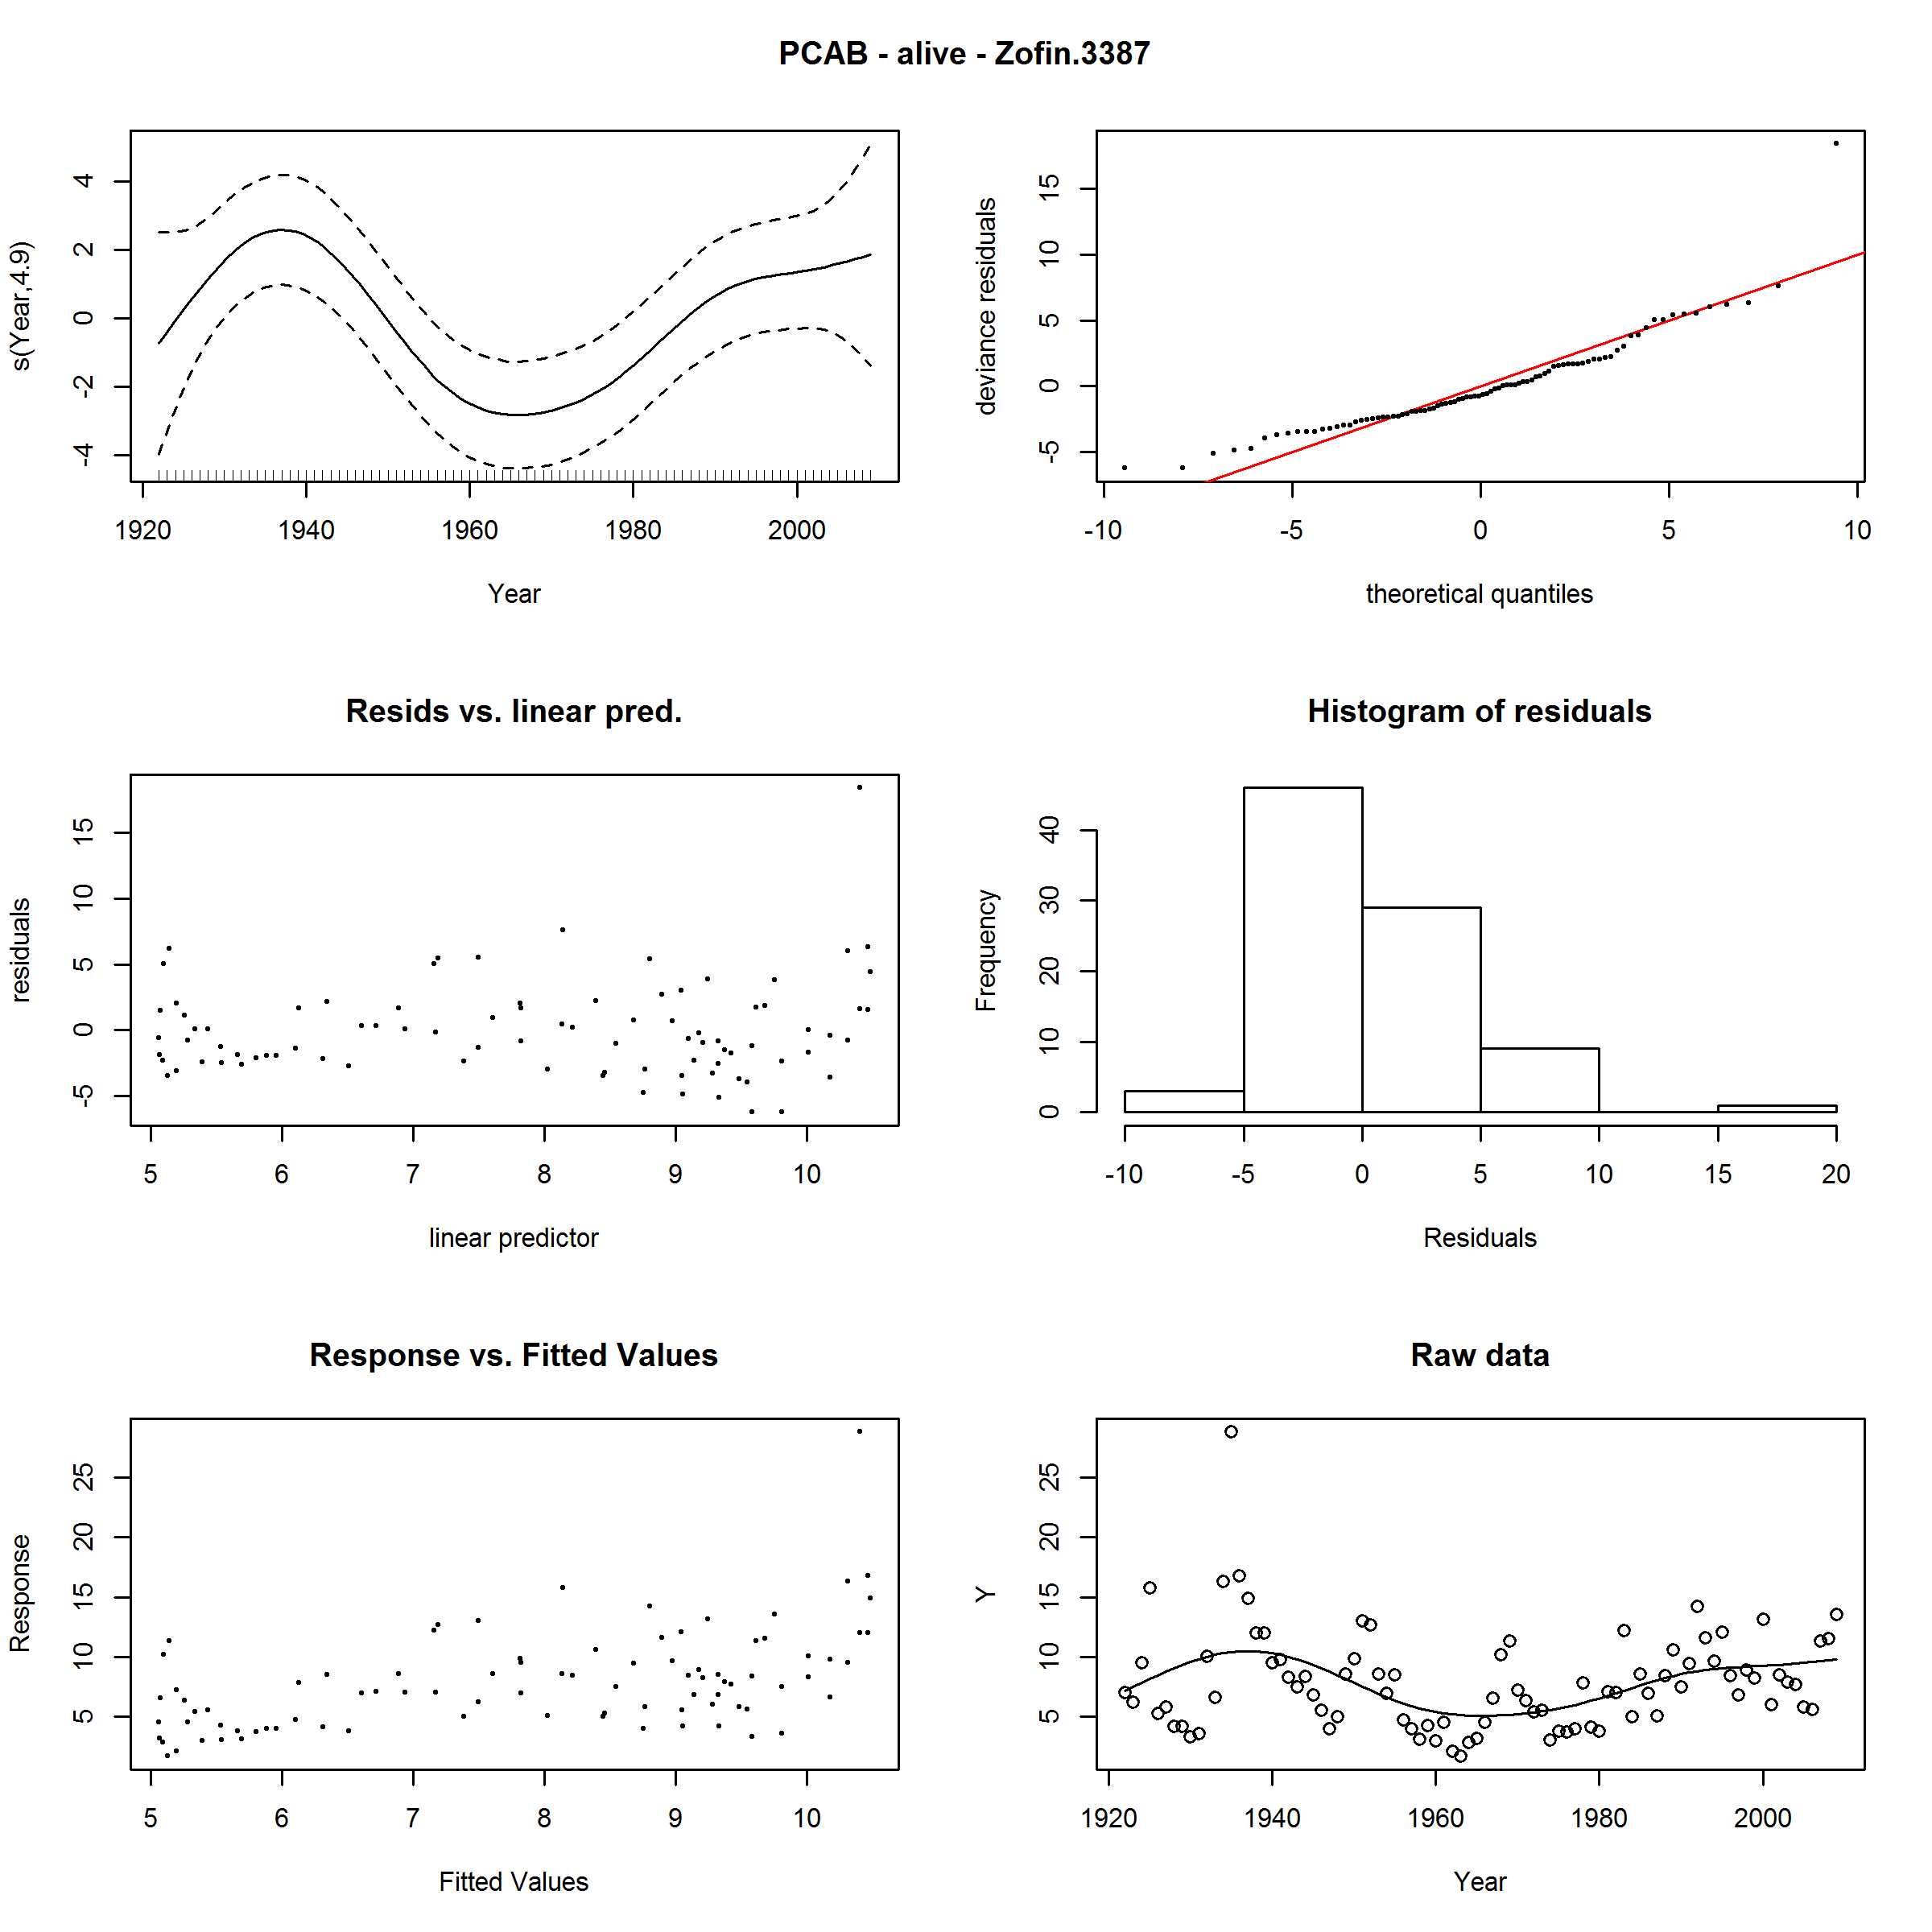 PCAB - alive - Zofin.3387
s(Year,4.9)
4
2
0
-2
-4
1920 1940 1960 1980 2000
Year
deviance residuals
15
10
5
0
-5
-10 -5 0 5 10
theoretical quantiles
Resids vs. linear pred.
residuals
15
10
5
0
-5
5 6 7 8 9 10
linear predictor
Histogram of residuals
Frequency
40
30
20
10
0
-10 -5 0 5 10 15 20
Residuals
Response vs. Fitted Values
Response
25
20
15
10
5
5 6 7 8 9 10
Fitted Values
Raw data
Y
25
20
15
10
5
1920 1940 1960 1980 2000
Year